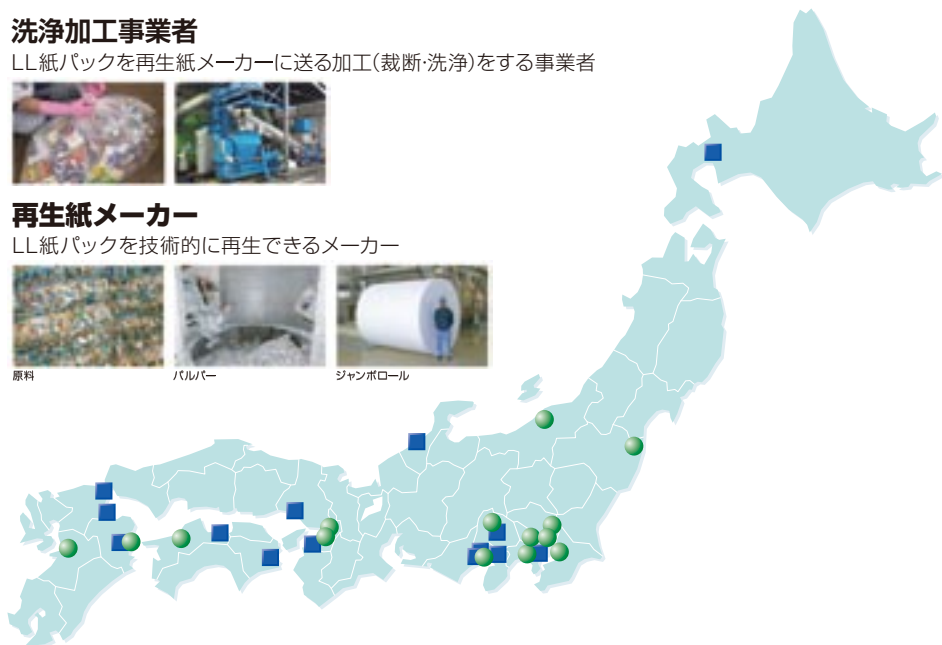 洗浄加工事業者
LL紙パックを再生紙メーカーに送る加工(裁断・洗浄)をする事業者
再生紙メーカー
LL紙パックを技術的に再生できるメーカー
原料
パルパー
ジャンボロール